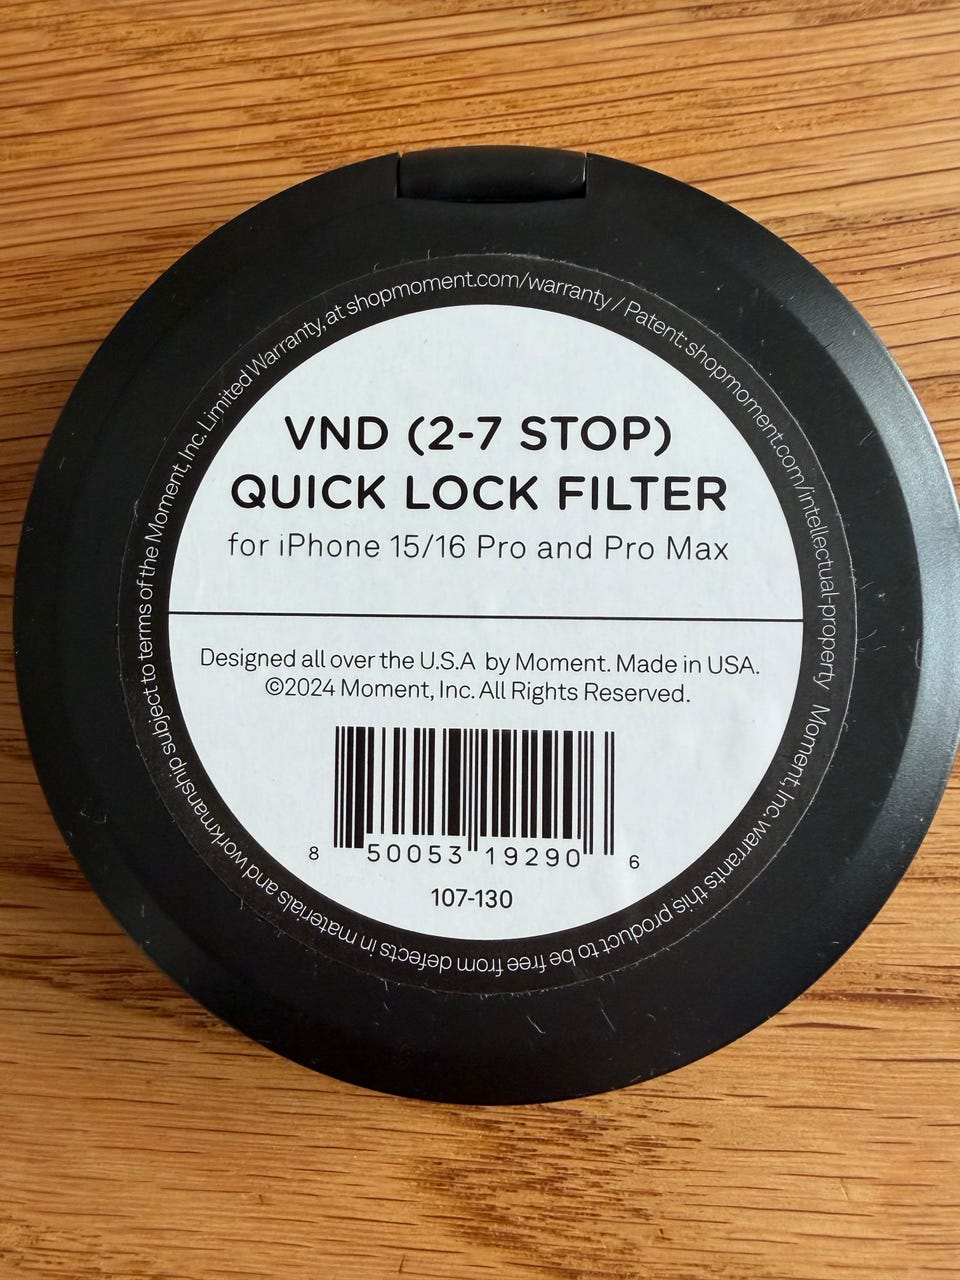 VND (2-7 STOP)
QUICK LOCK FILTER
for iPhone 15/16 Pro and Pro Max
Designed all over the U.S.A by Moment. Made in USA.
©2024 Moment, Inc. All Rights Reserved.
8 50053 19290 6
107-130
Moment, Inc. warrants this product to be free from defects in materials and workmanship subject to terms of the Moment, Inc. Limited Warranty, at shopmoment.com/warranty / Patent: shopmoment.com/intellectual-property